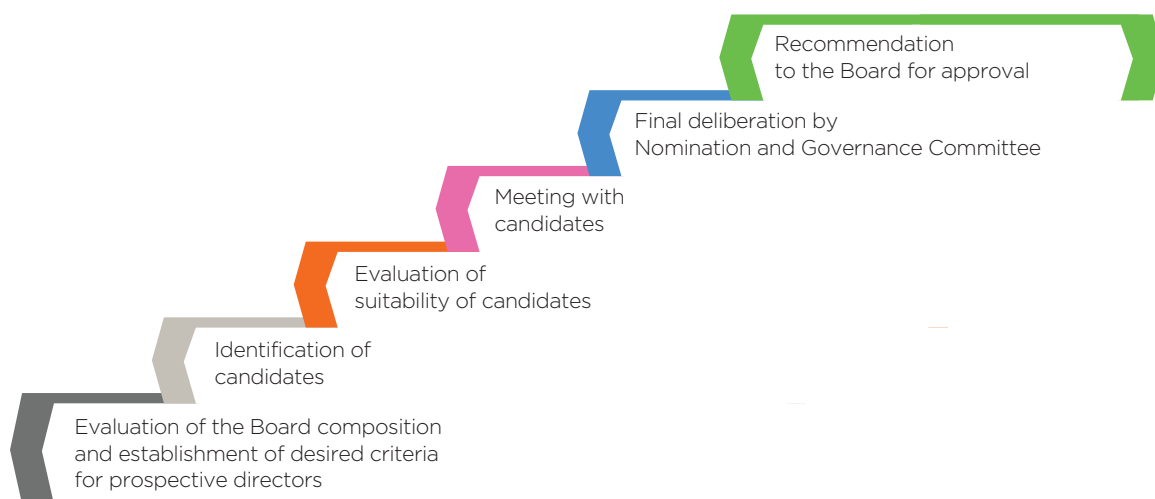 Recommendation
to the Board for approval
Final deliberation by
Nomination and Governance Committee
Meeting with
candidates
Evaluation of
suitability of candidates
Identification of
candidates
Evaluation of the Board composition
and establishment of desired criteria
for prospective directors